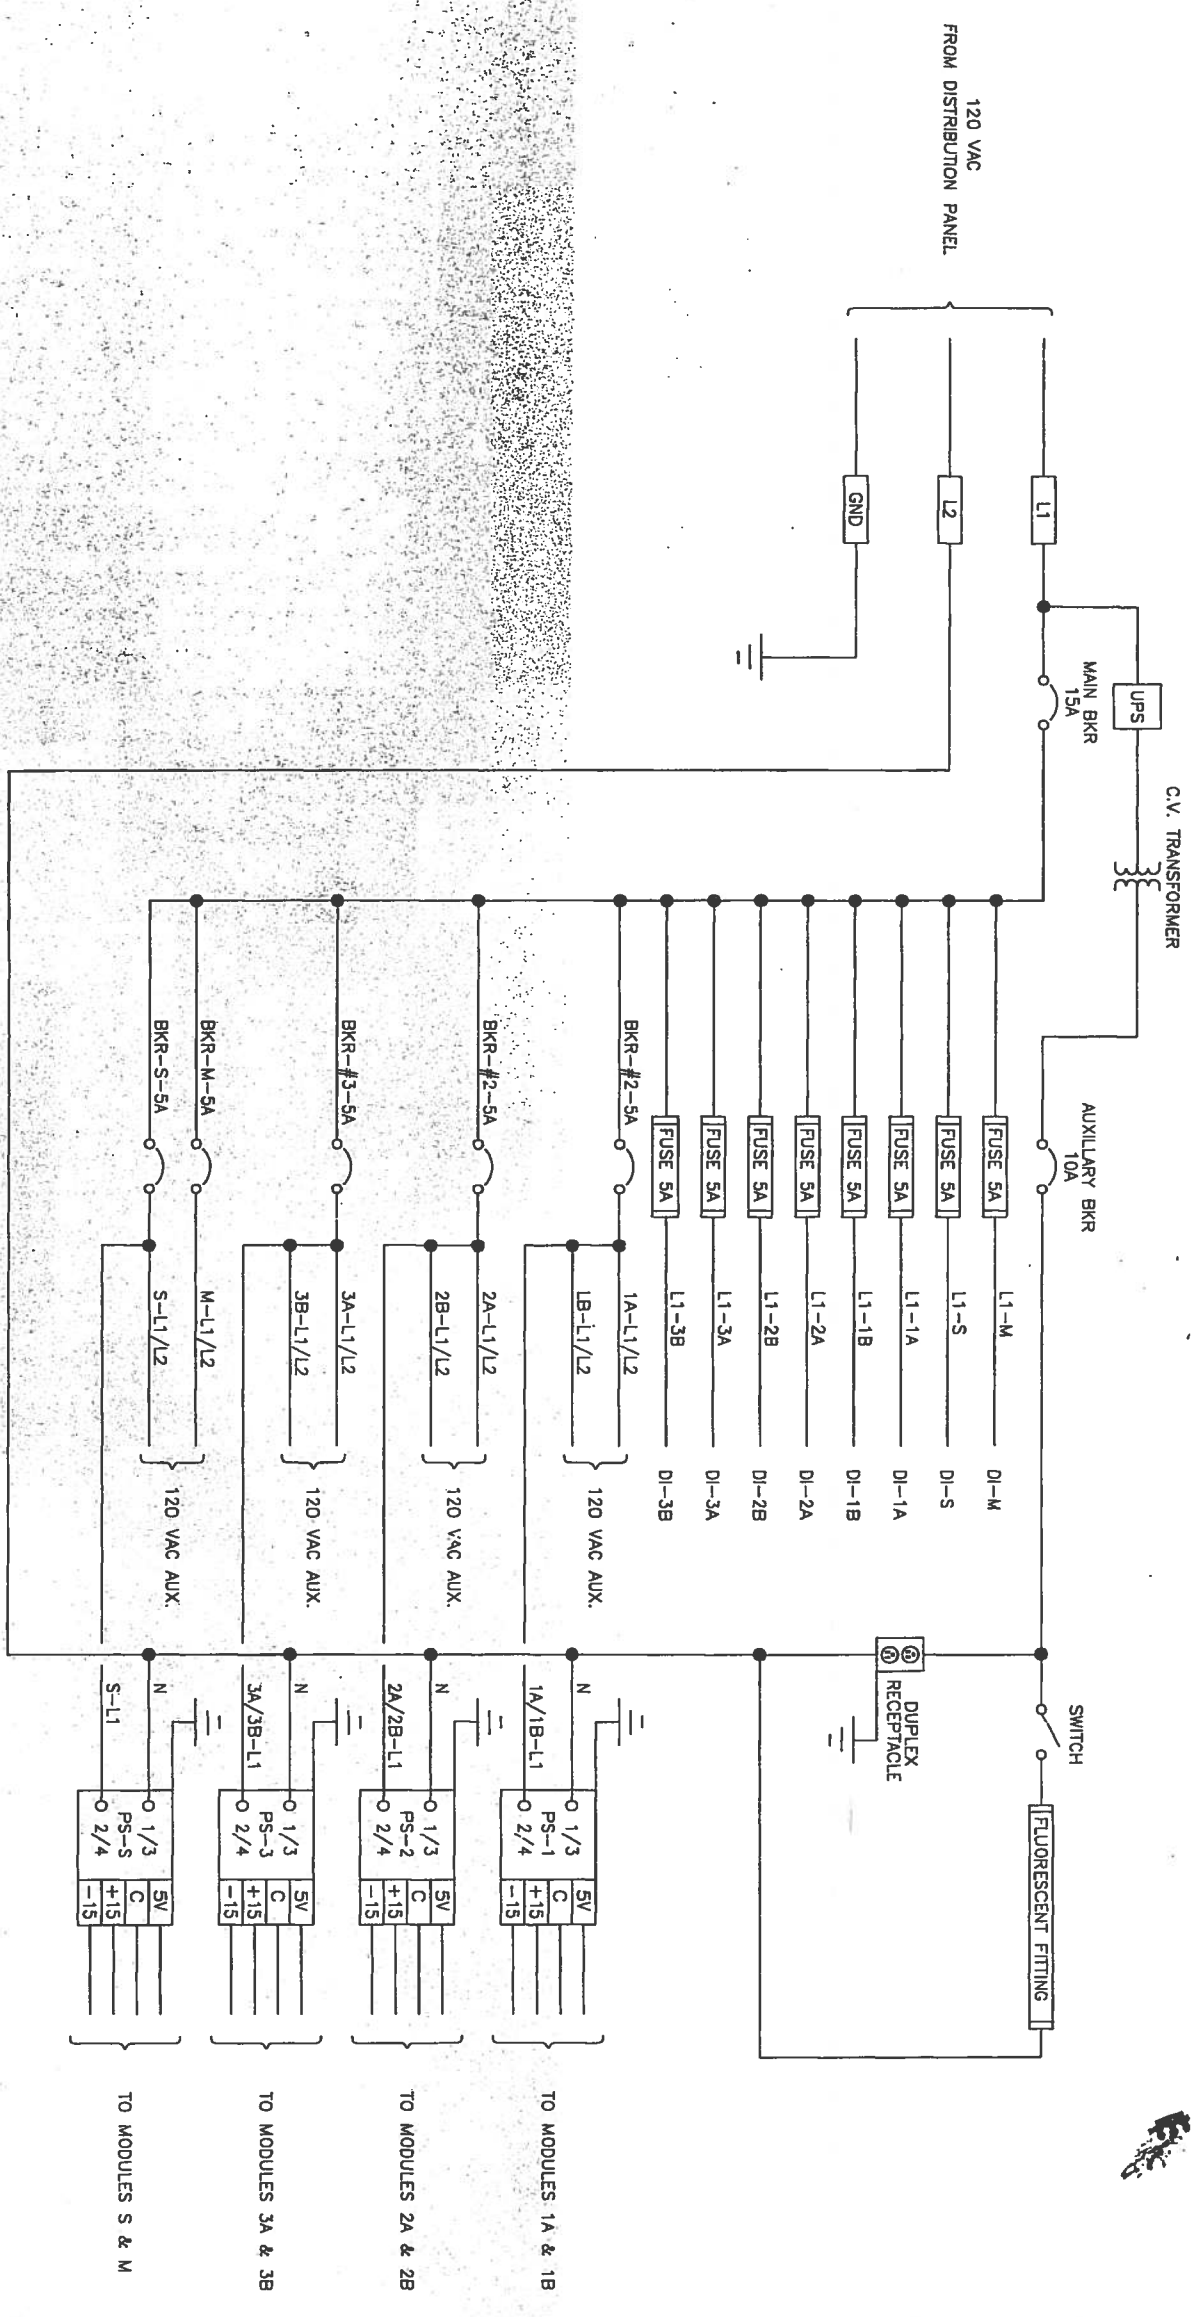 120 VAC
FROM DISTRIBUTION PANEL
L1
L2
GND
UPS
MAIN BKR
15A
C.V. TRANSFORMER
AUXILLARY BKR
10A
SWITCH
FLUORESCENT FITTING
DUPLEX
RECEPTACLE
FUSE 5A
L1-M
DI-M
FUSE 5A
L1-S
DI-S
FUSE 5A
L1-1A
DI-1A
FUSE 5A
L1-1B
DI-1B
FUSE 5A
L1-2A
DI-2A
FUSE 5A
L1-2B
DI-2B
FUSE 5A
L1-3A
DI-3A
FUSE 5A
L1-3B
DI-3B
BKR-#2-5A
1A-L1/L2
1B-L1/L2
120 VAC AUX.
1A/1B-L1
N
1/3
PS-1
2/4
5V
C
+15
-15
TO MODULES 1A & 1B
BKR-#2-5A
2A-L1/L2
2B-L1/L2
120 VAC AUX.
2A/2B-L1
N
1/3
PS-2
2/4
5V
C
+15
-15
TO MODULES 2A & 2B
BKR-#3-5A
3A-L1/L2
3B-L1/L2
120 VAC AUX.
3A/3B-L1
N
1/3
PS-3
2/4
5V
C
+15
-15
TO MODULES 3A & 3B
BKR-M-5A
M-L1/L2
BKR-S-5A
S-L1/L2
120 VAC AUX.
S-L1
N
1/3
PS-S
2/4
5V
C
+15
-15
TO MODULES S & M